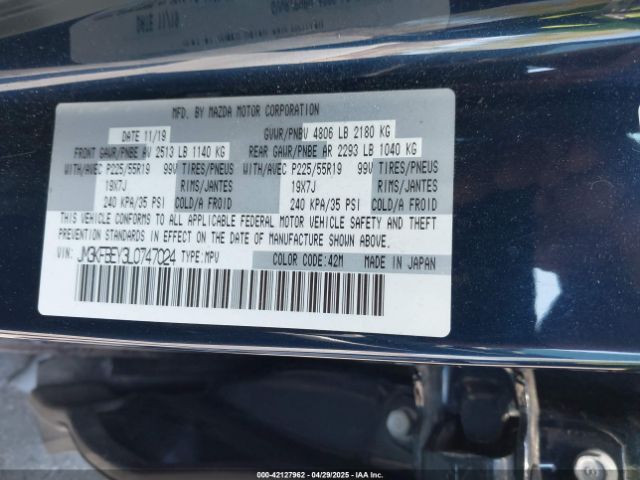 MFD. BY MAZDA MOTOR CORPORATION
DATE 11/19 GVWR/PNBV 4806 LB 2180 KG
FRONT GAWR/PNBE AV 2513 LB 1140 KG REAR GAWR/PNBE AR 2293 LB 1040 KG
WITH/AVEC P225/55R19 99V TIRES/PNEUS WITH/AVEC P225/55R19 99V TIRES/PNEUS
19X7J RIMS/JANTES 19X7J RIMS/JANTES
240 KPA/35 PSI COLD/A FROID 240 KPA/35 PSI COLD/A FROID
THIS VEHICLE CONFORMS TO ALL APPLICABLE FEDERAL MOTOR VEHICLE SAFETY AND THEFT
PREVENTION STANDARDS IN EFFECT ON THE DATE OF MANUFACTURE SHOWN ABOVE.
VIN: JM3KFBEY3L0747024 TYPE:MPV COLOR CODE:42M MADE IN JAPAN
000-42127962 - 04/29/2025 - IAAI INC.